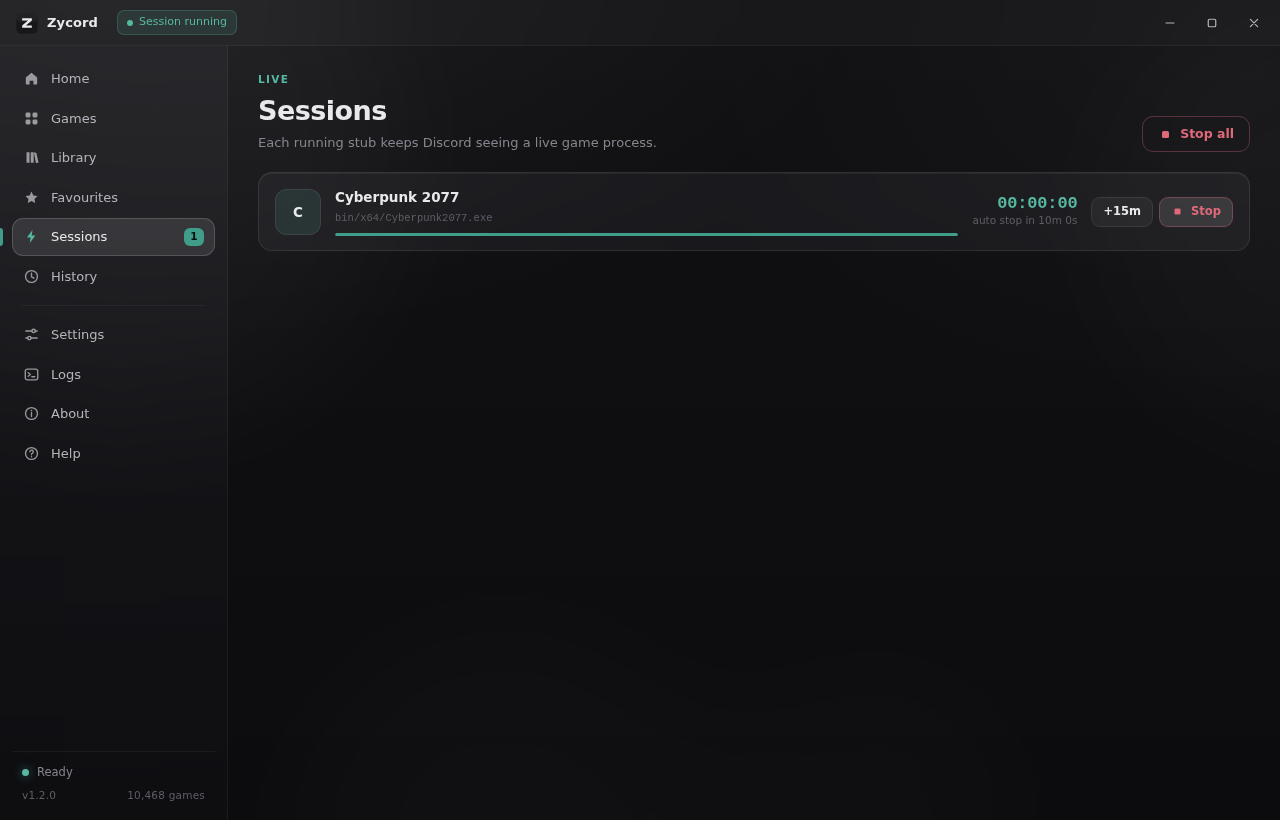 Z Zycord
Session running
Home
Games
Library
Favourites
Sessions 1
History
Settings
Logs
About
Help
Ready
v1.2.0 10,468 games
LIVE
Sessions
Each running stub keeps Discord seeing a live game process.
Stop all
C
Cyberpunk 2077
bin/x64/Cyberpunk2077.exe
00:00:00
auto stop in 10m 0s
+15m
Stop